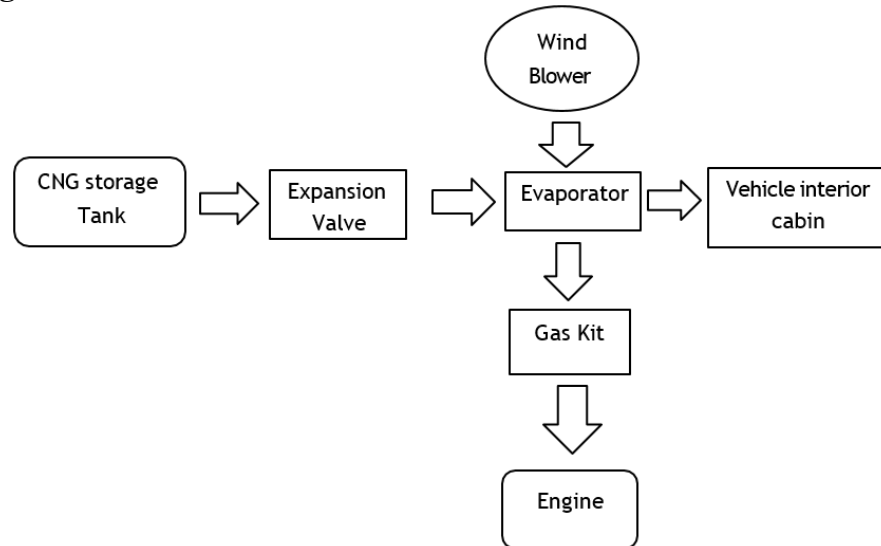 Wind
Blower
CNG storage
Tank
Expansion
Valve
Evaporator
Vehicle interior
cabin
Gas Kit
Engine